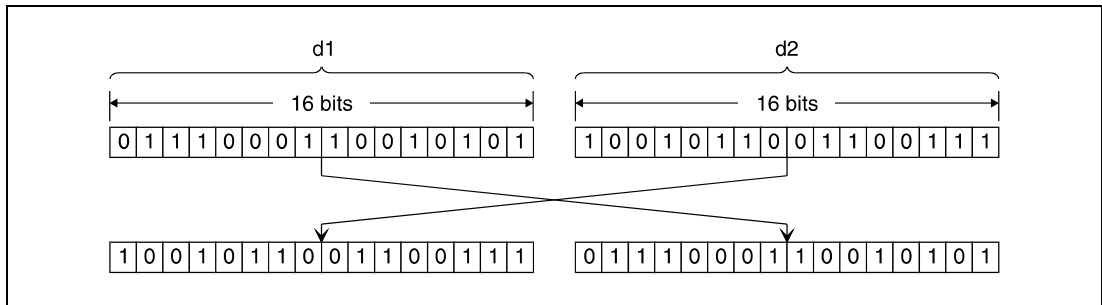 d1 d2
16 bits 16 bits
0 1 1 1 0 0 0 1 1 0 0 1 0 1 0 1 1 0 0 1 0 1 1 0 0 1 1 0 0 1 1 1
1 0 0 1 0 1 1 0 0 1 1 0 0 1 1 1 0 1 1 1 0 0 0 1 1 0 0 1 0 1 0 1